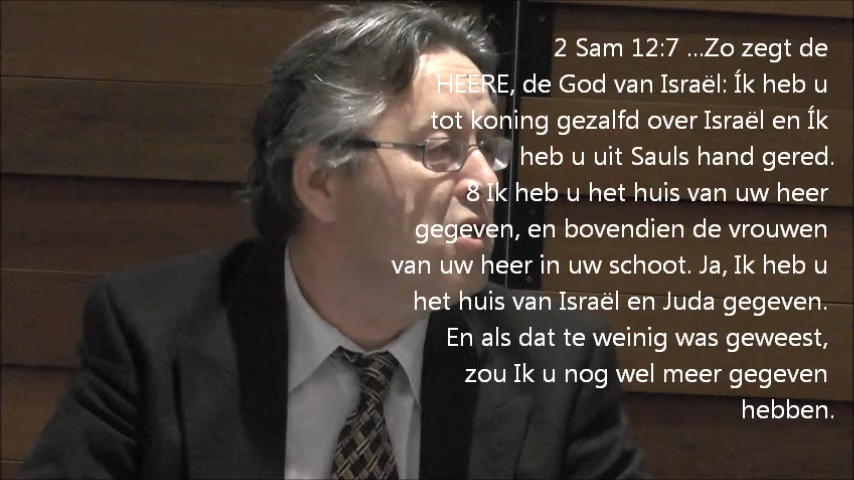 2 Sam 12:7 ...Zo zegt de
HEERE, de God van Israël: Ík heb u
tot koning gezalfd over Israël en Ík
heb u uit Sauls hand gered.
8 Ik heb u het huis van uw heer
gegeven, en bovendien de vrouwen
van uw heer in uw schoot. Ja, Ik heb u
het huis van Israël en Juda gegeven.
En als dat te weinig was geweest,
zou Ik u nog wel meer gegeven
hebben.